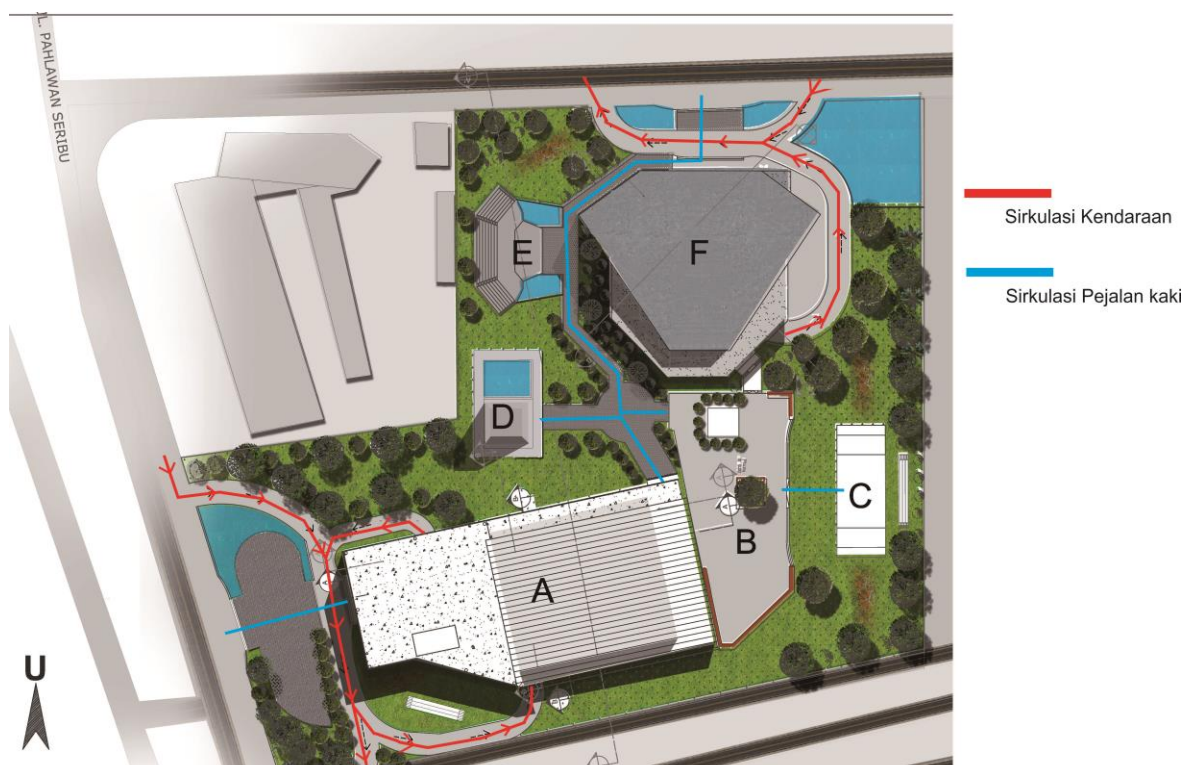 JL. PAHLAWAN SERIBU
Sirkulasi Kendaraan
Sirkulasi Pejalan kaki
E
F
D
C
B
A
U